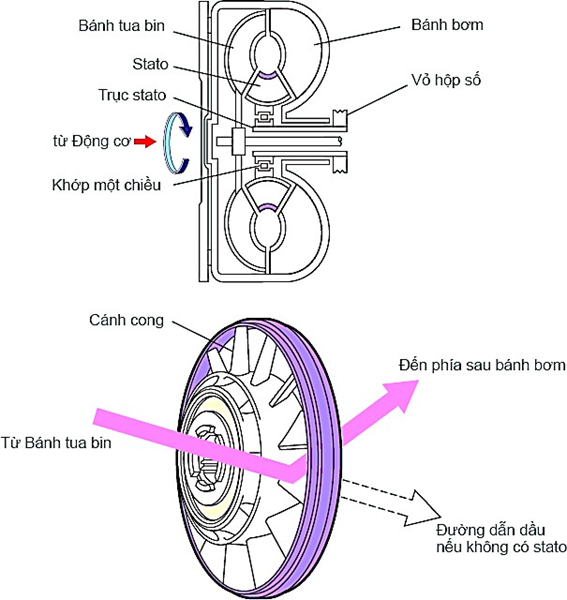 Bánh tua bin
Bánh bơm
Stato
Vỏ hộp số
Trục stato
từ Động cơ
Khớp một chiều
Cánh cong
Đến phía sau bánh bơm
Từ Bánh tua bin
Đường dẫn dầu
nếu không có stato